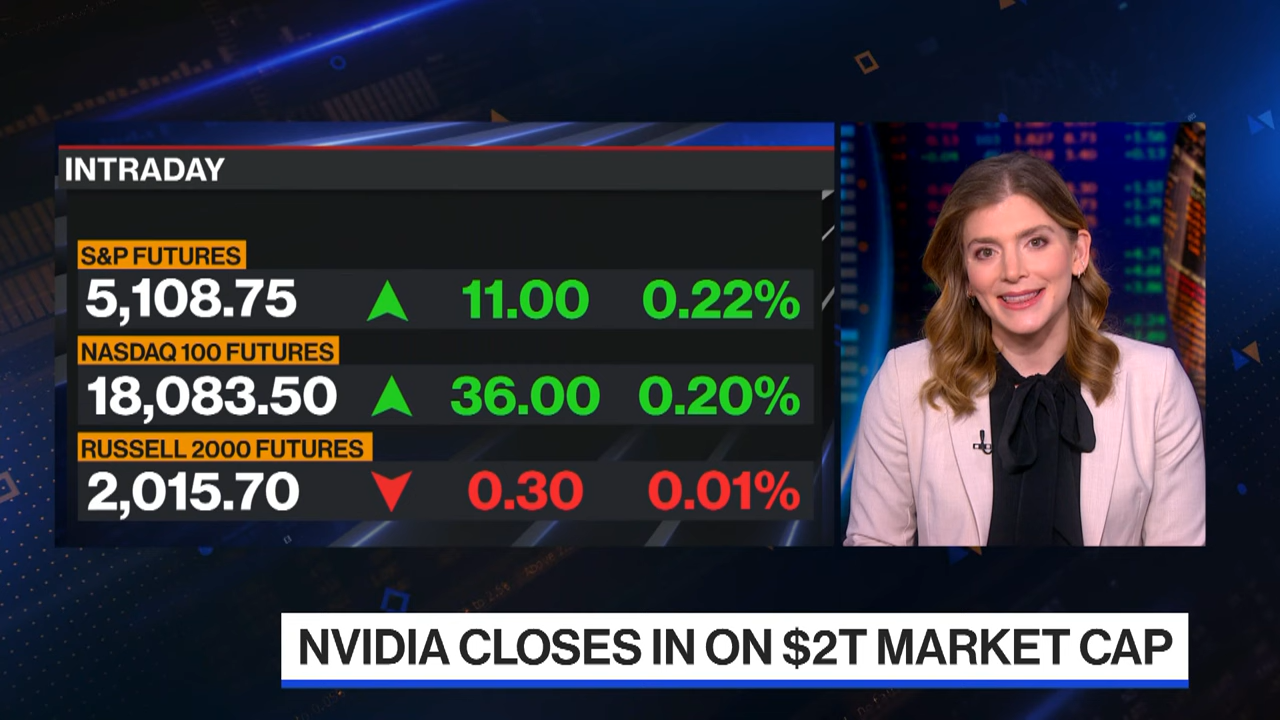 INTRADAY
S&P FUTURES
5,108.75 11.00 0.22%
NASDAQ 100 FUTURES
18,083.50 36.00 0.20%
RUSSELL 2000 FUTURES
2,015.70 0.30 0.01%
NVIDIA CLOSES IN ON $2T MARKET CAP